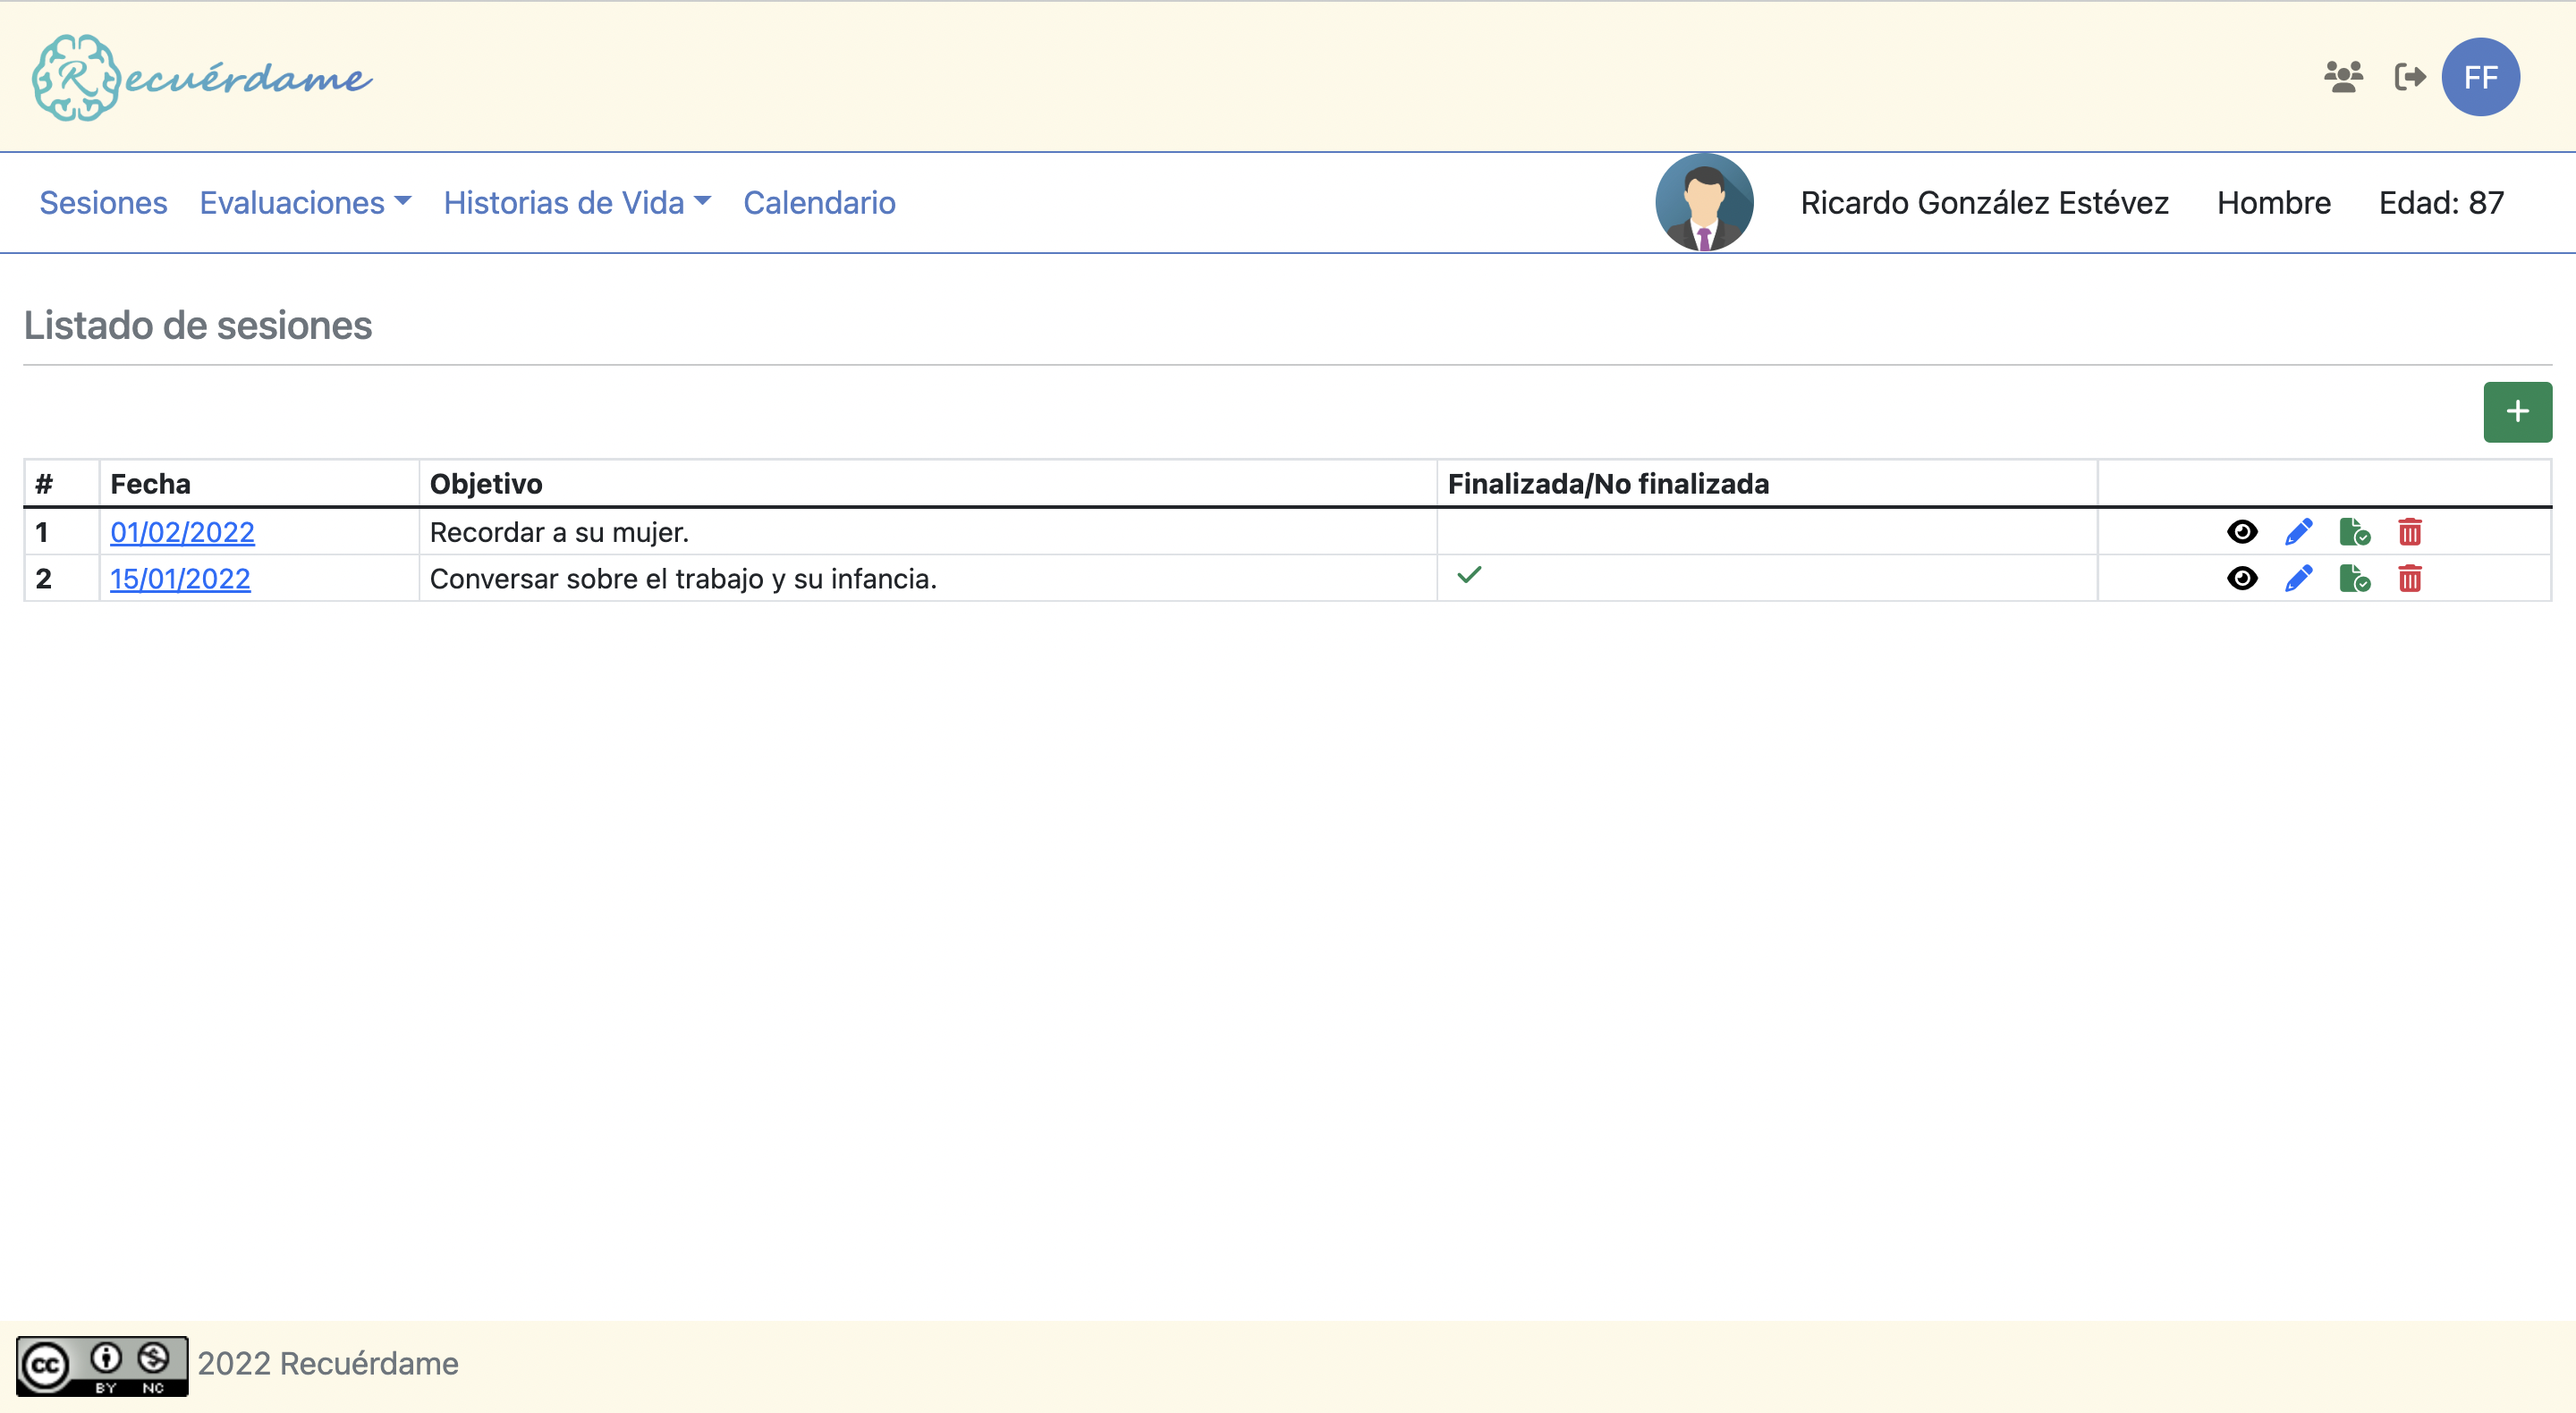 Recuérdame
FF
Sesiones Evaluaciones Historias de Vida Calendario Ricardo González Estévez Hombre Edad: 87
Listado de sesiones
+
# Fecha Objetivo Finalizada/No finalizada
1 01/02/2022 Recordar a su mujer.
2 15/01/2022 Conversar sobre el trabajo y su infancia.
cc BY NC 2022 Recuérdame